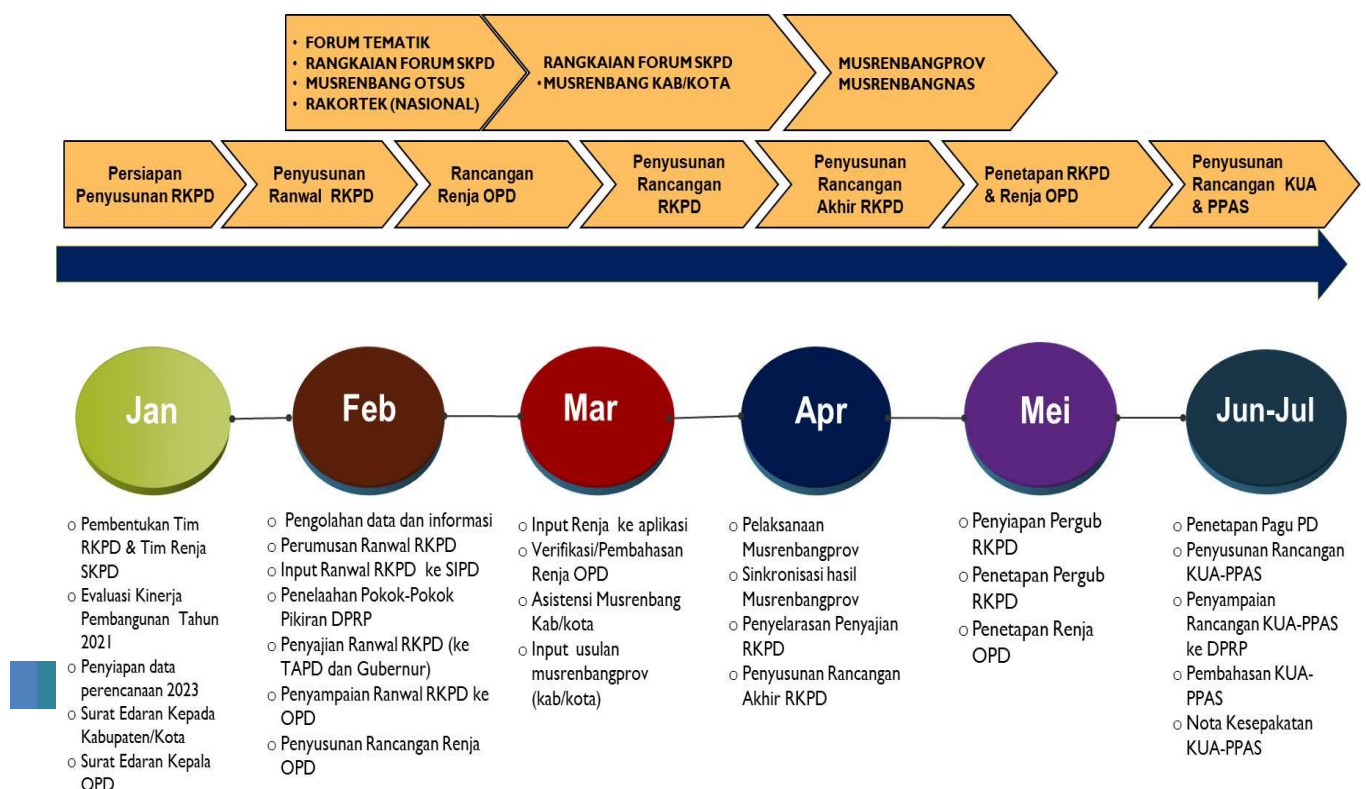 • FORUM TEMATIK
• RANGKAIAN FORUM SKPD
• MUSRENBANG OTSUS
• RAKORTEK (NASIONAL)
RANGKAIAN FORUM SKPD
•MUSRENBANG KAB/KOTA
MUSRENBANGPROV
MUSRENBANGNAS
Persiapan
Penyusunan RKPD
Penyusunan
Ranwal RKPD
Rancangan
Renja OPD
Penyusunan
Rancangan
RKPD
Penyusunan
Rancangan
Akhir RKPD
Penetapan RKPD
& Renja OPD
Penyusunan
Rancangan KUA
& PPAS
Jan
Feb
Mar
Apr
Mei
Jun-Jul
o Pembentukan Tim
RKPD & Tim Renja
SKPD
o Evaluasi Kinerja
Pembangunan Tahun
2021
o Penyiapan data
perencanaan 2023
o Surat Edaran Kepada
Kabupaten/Kota
o Surat Edaran Kepala
OPD
o Pengolahan data dan informasi
o Perumusan Ranwal RKPD
o Input Ranwal RKPD ke SIPD
o Penelaahan Pokok-Pokok
Pikiran DPRP
o Penyajian Ranwal RKPD (ke
TAPD dan Gubernur)
o Penyampaian Ranwal RKPD ke
OPD
o Penyusunan Rancangan Renja
OPD
o Input Renja ke aplikasi
o Verifikasi/Pembahasan
Renja OPD
o Asistensi Musrenbang
Kab/kota
o Input usulan
musrenbangprov
(kab/kota)
o Pelaksanaan
Musrenbangprov
o Sinkronisasi hasil
Musrenbangprov
o Penyelarasan Penyajian
RKPD
o Penyusunan Rancangan
Akhir RKPD
o Penyiapan Pergub
RKPD
o Penetapan Pergub
RKPD
o Penetapan Renja
OPD
o Penetapan Pagu PD
o Penyusunan Rancangan
KUA-PPAS
o Penyampaian
Rancangan KUA-PPAS
ke DPRP
o Pembahasan KUA-
PPAS
o Nota Kesepakatan
KUA-PPAS